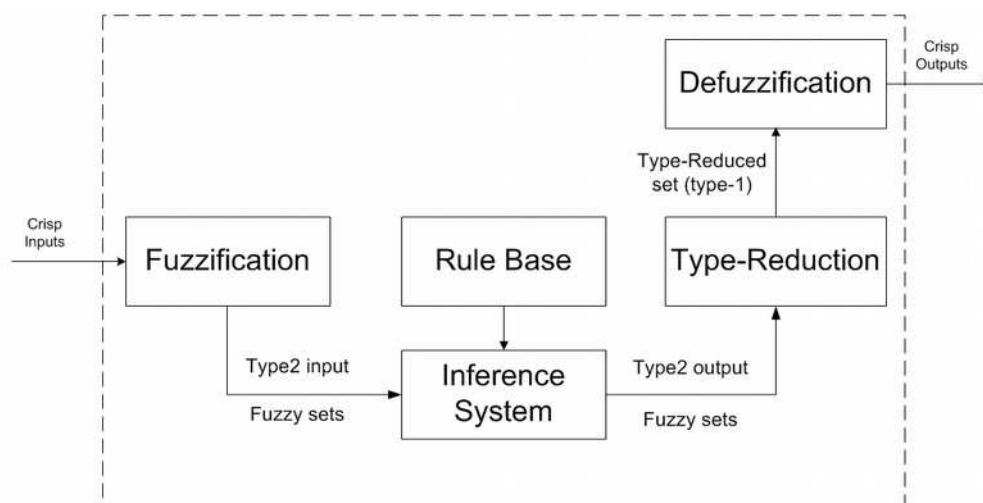 Crisp
Outputs
Defuzzification
Type-Reduced
set (type-1)
Crisp
Inputs
Fuzzification
Rule Base
Type-Reduction
Type2 input
Fuzzy sets
Inference
System
Type2 output
Fuzzy sets